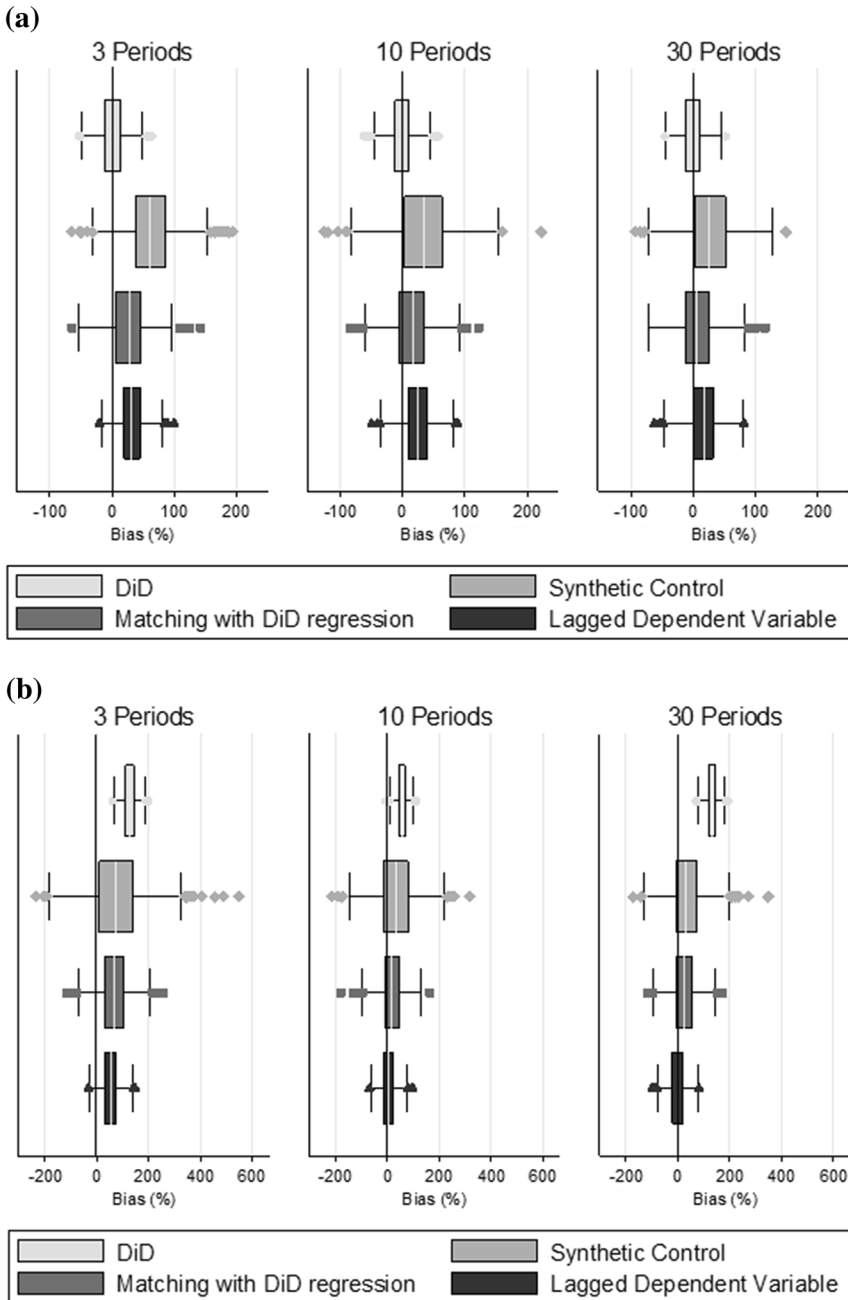 (a)
3 Periods 10 Periods 30 Periods
-100 0 100 200 -100 0 100 200 -100 0 100 200
Bias (%) Bias (%) Bias (%)
DiD Synthetic Control
Matching with DiD regression Lagged Dependent Variable
(b)
3 Periods 10 Periods 30 Periods
-200 0 200 400 600 -200 0 200 400 600 -200 0 200 400 600
Bias (%) Bias (%) Bias (%)
DiD Synthetic Control
Matching with DiD regression Lagged Dependent Variable